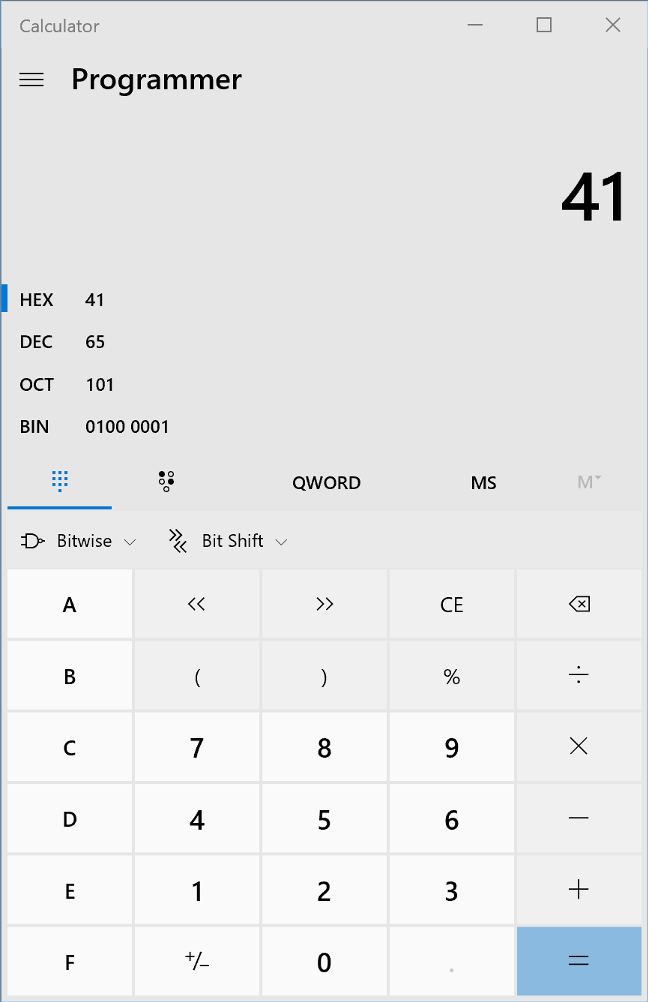 Calculator
Programmer
41
HEX 41
DEC 65
OCT 101
BIN 0100 0001
QWORD MS M
Bitwise Bit Shift
A << >> CE
B ( ) % ÷
C 7 8 9 ×
D 4 5 6 −
E 1 2 3 +
F +/− 0 . =